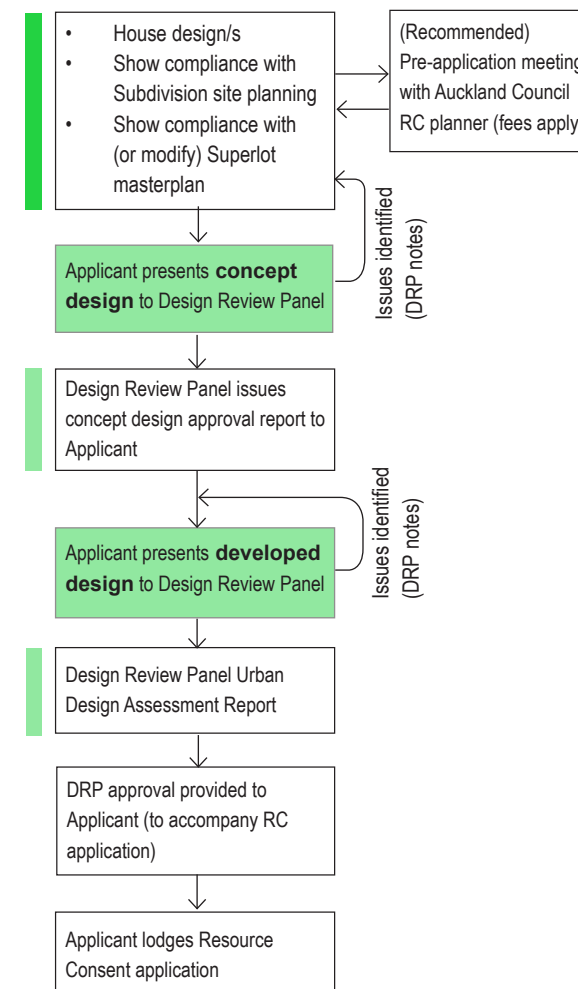 • House design/s
• Show compliance with
Subdivision site planning
• Show compliance with
(or modify) Superlot
masterplan
(Recommended)
Pre-application meeting
with Auckland Council
RC planner (fees apply
Issues identified
(DRP notes)
Applicant presents concept
design to Design Review Panel
Design Review Panel issues
concept design approval report to
Applicant
Issues identified
(DRP notes)
Applicant presents developed
design to Design Review Panel
Design Review Panel Urban
Design Assessment Report
DRP approval provided to
Applicant (to accompany RC
application)
Applicant lodges Resource
Consent application